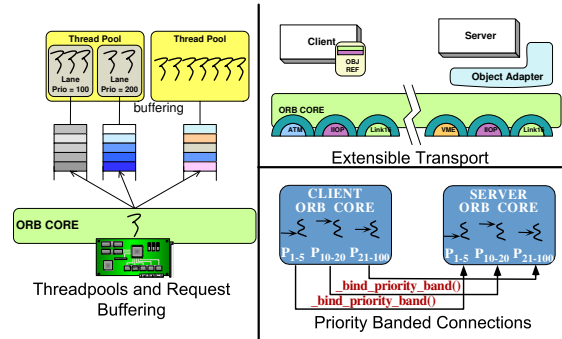 Thread Pool
Thread Pool
Lane
Prio = 100
Lane
Prio = 200
buffering
ORB CORE
Threadpools and Request
Buffering
Client
OBJ
REF
Server
Object Adapter
ORB CORE
ATM
IIOP
Link16
VME
IIOP
Link16
Extensible Transport
CLIENT
ORB CORE
P1-5 P10-20 P21-100
SERVER
ORB CORE
P1-5 P10-20 P21-100
_bind_priority_band()
_bind_priority_band()
Priority Banded Connections